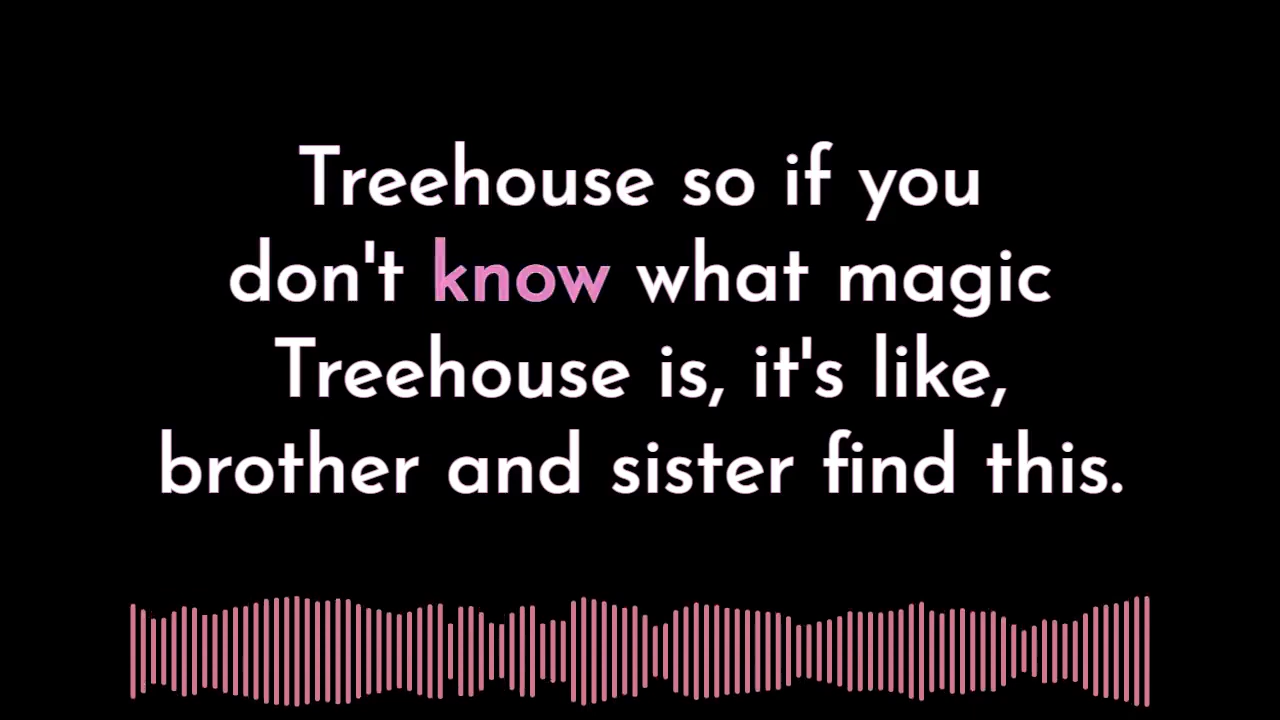 Treehouse so if you
don't know what magic
Treehouse is, it's like,
brother and sister find this.